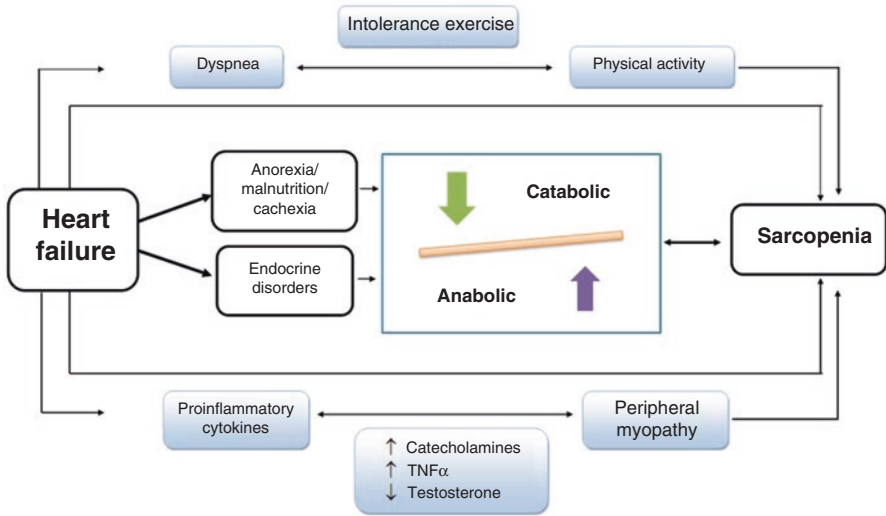 Intolerance exercise
Dyspnea
Physical activity
Anorexia/
malnutrition/
cachexia
Catabolic
Heart
failure
Sarcopenia
Endocrine
disorders
Anabolic
Proinflammatory
cytokines
Peripheral
myopathy
↑ Catecholamines
↑ TNFα
↓ Testosterone